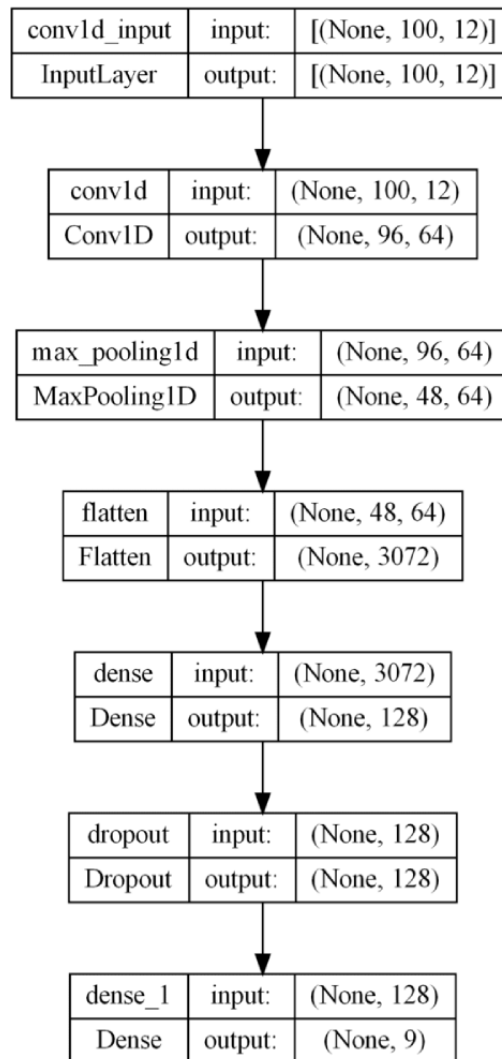 conv1d_input input: [(None, 100, 12)]
InputLayer output: [(None, 100, 12)]
conv1d input: (None, 100, 12)
Conv1D output: (None, 96, 64)
max_pooling1d input: (None, 96, 64)
MaxPooling1D output: (None, 48, 64)
flatten input: (None, 48, 64)
Flatten output: (None, 3072)
dense input: (None, 3072)
Dense output: (None, 128)
dropout input: (None, 128)
Dropout output: (None, 128)
dense_1 input: (None, 128)
Dense output: (None, 9)